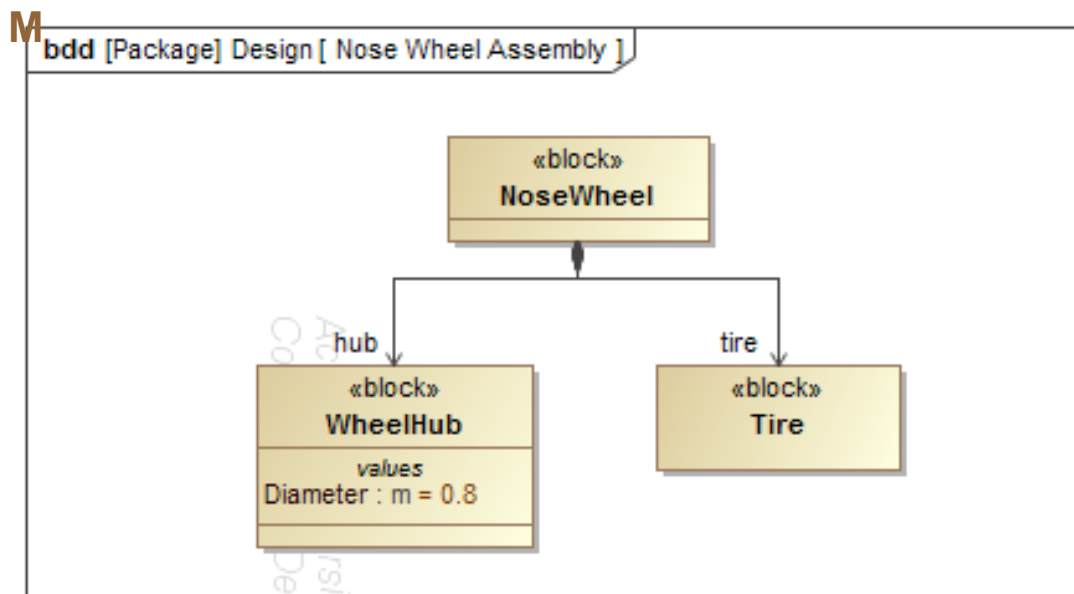 M
bdd [Package] Design [ Nose Wheel Assembly ]
«block»
NoseWheel
hub
tire
«block»
WheelHub
values
Diameter : m = 0.8
«block»
Tire